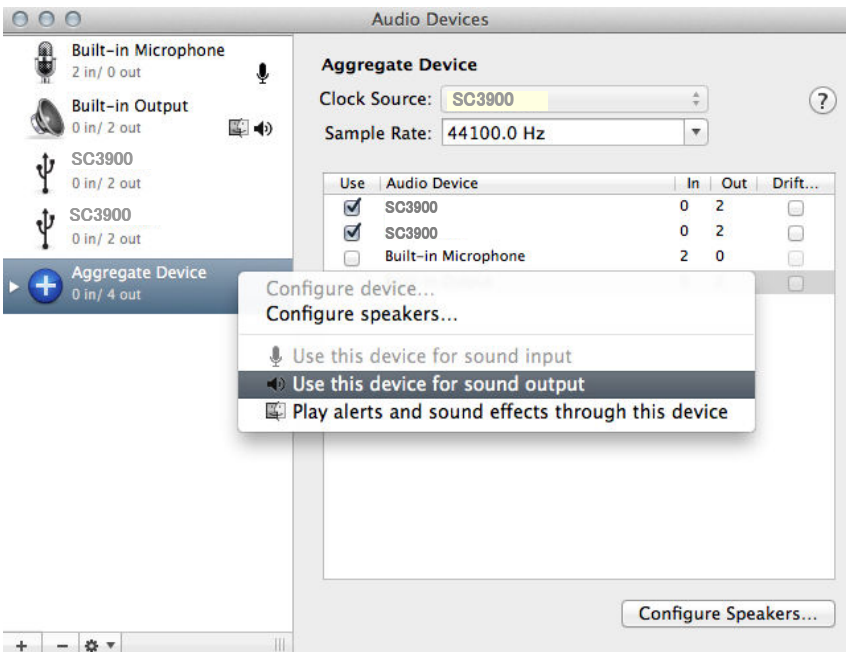 Audio Devices
Built-in Microphone
2 in/ 0 out
Built-in Output
0 in/ 2 out
SC3900
0 in/ 2 out
SC3900
0 in/ 2 out
Aggregate Device
0 in/ 4 out
Aggregate Device
Clock Source: SC3900
?
Sample Rate: 44100.0 Hz
Use Audio Device In Out Drift...
SC3900 0 2
SC3900 0 2
Built-in Microphone 2 0
Configure device...
Configure speakers...
Use this device for sound input
Use this device for sound output
Play alerts and sound effects through this device
Configure Speakers...